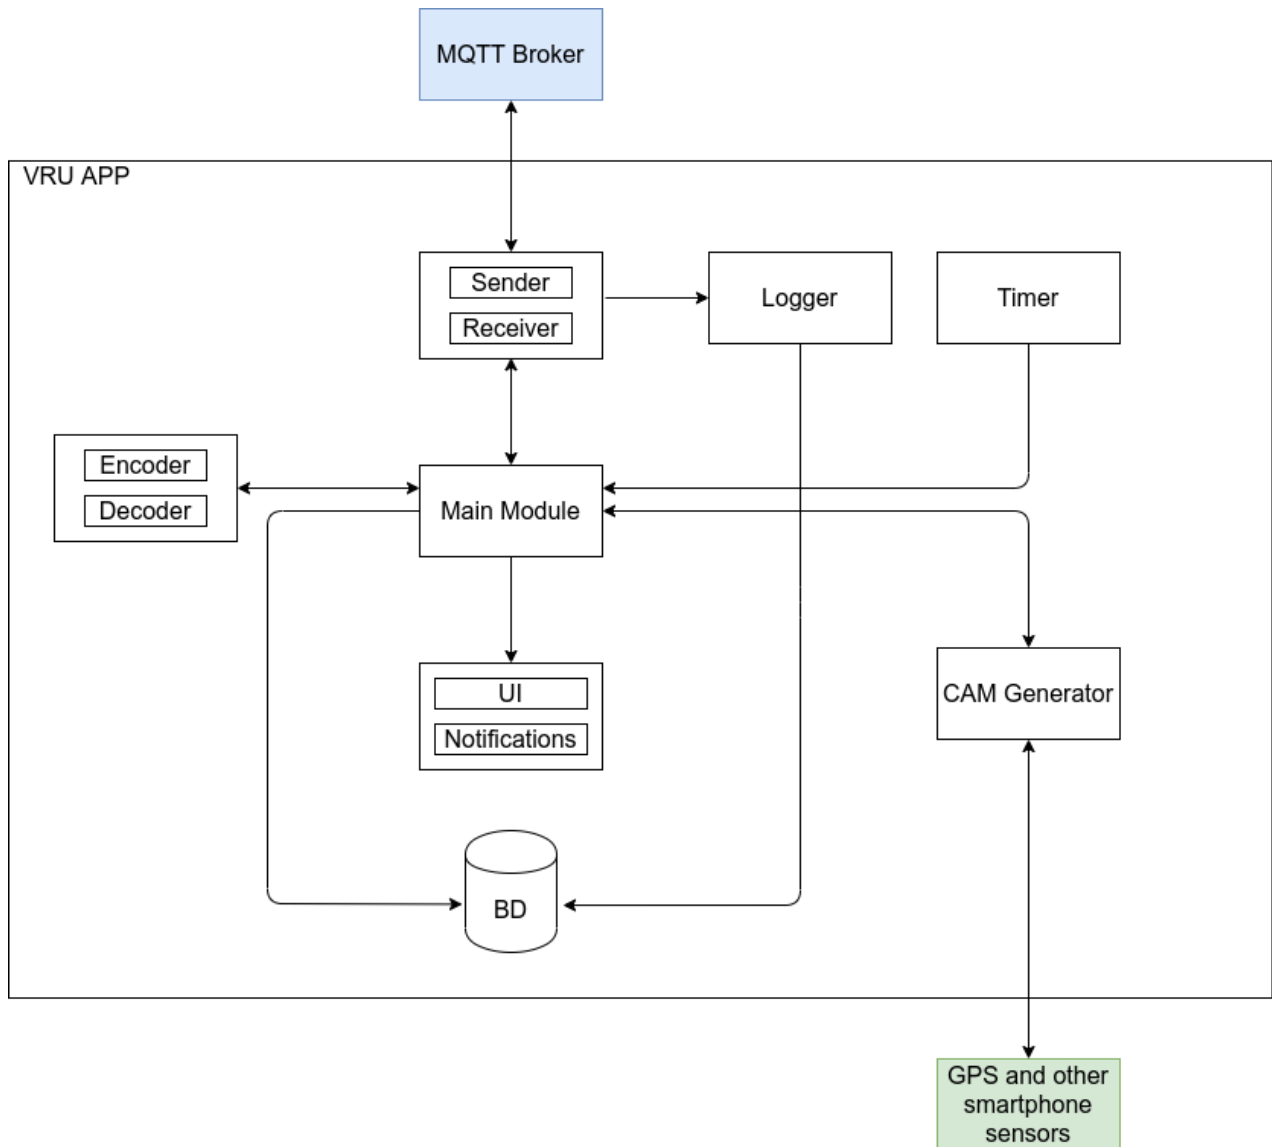 MQTT Broker
VRU APP
Sender
Receiver
Logger
Timer
Encoder
Decoder
Main Module
UI
Notifications
CAM Generator
BD
GPS and other
smartphone
sensors